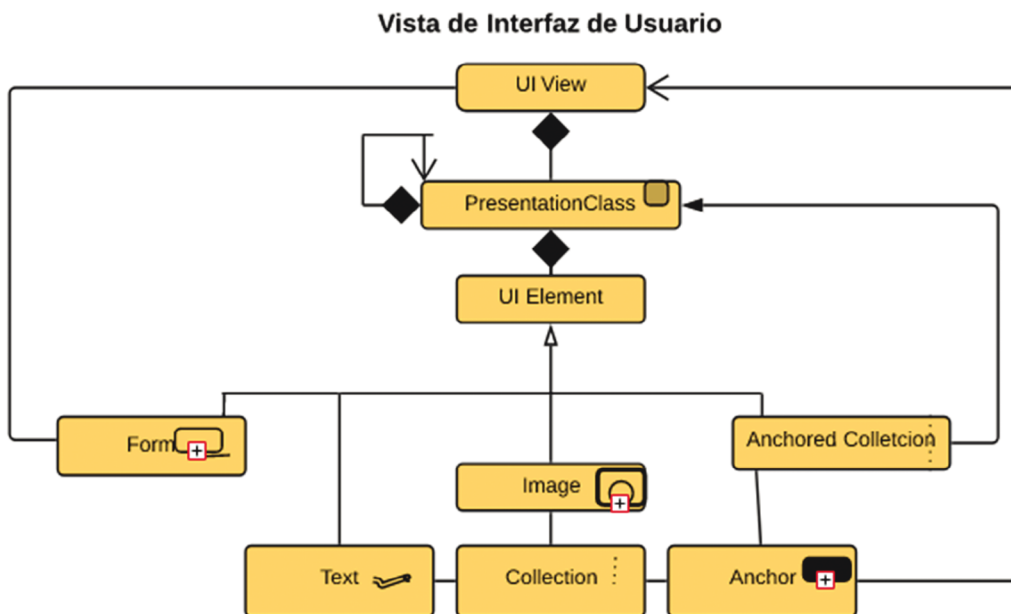 Vista de Interfaz de Usuario
UI View
PresentationClass
UI Element
Form
Anchored Colletcion
Image
Text
Collection
Anchor